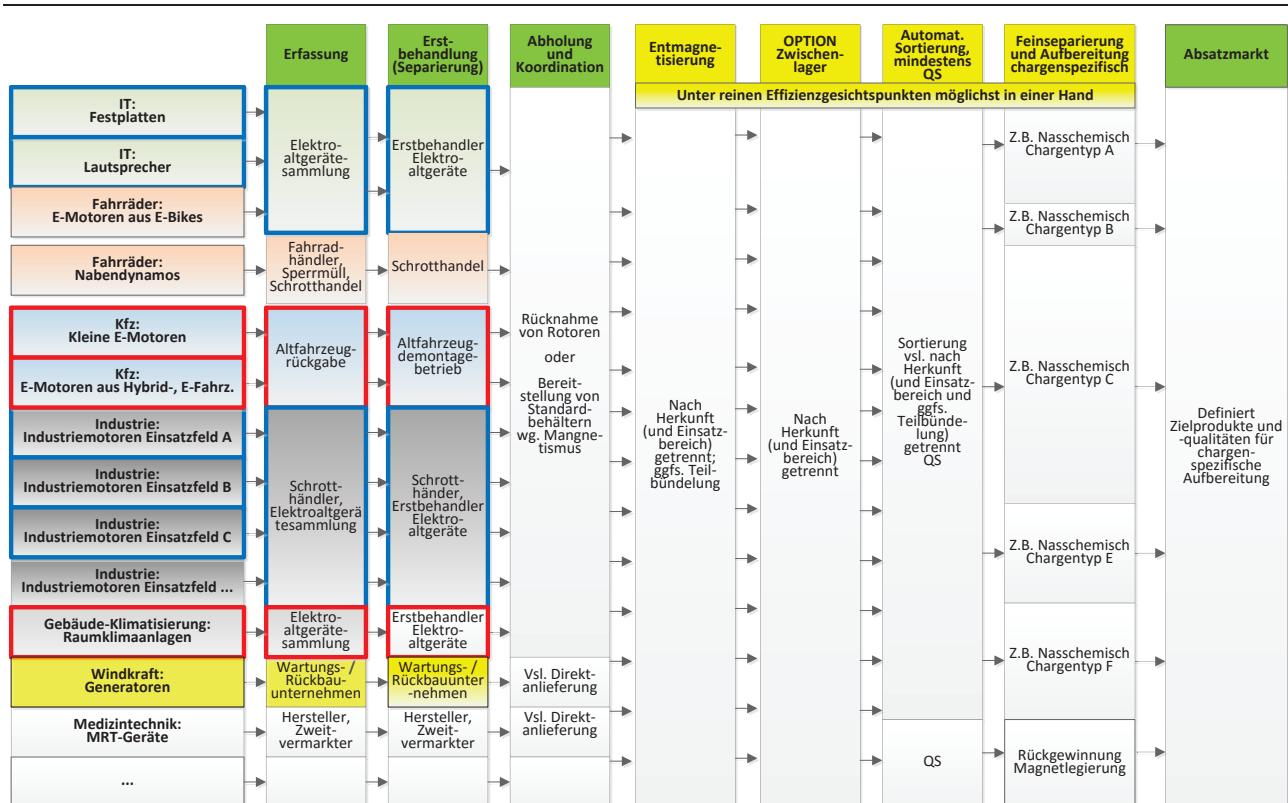 Erfassung
Erst-
behandlung
(Separierung)
Abholung
und
Koordination
Entmagne-
tisierung
OPTION
Zwischen-
lager
Automat.
Sortierung,
mindestens
QS
Feinseparierung
und Aufbereitung
chargenspezifisch
Absatzmarkt
Unter reinen Effizienzgesichtspunkten möglichst in einer Hand
IT:
Festplatten
IT:
Lautsprecher
Fahrräder:
E-Motoren aus E-Bikes
Fahrräder:
Nabendynamos
Kfz:
Kleine E-Motoren
Kfz:
E-Motoren aus Hybrid-, E-Fahrz.
Industrie:
Industriemotoren Einsatzfeld A
Industrie:
Industriemotoren Einsatzfeld B
Industrie:
Industriemotoren Einsatzfeld C
Industrie:
Industriemotoren Einsatzfeld ...
Gebäude-Klimatisierung:
Raumklimaanlagen
Windkraft:
Generatoren
Medizintechnik:
MRT-Geräte
...
Elektro-
altgeräte-
sammlung
Fahrrad-
händler,
Sperrmüll,
Schrotthandel
Altfahrzeug-
rückgabe
Schrott-
händler,
Elektroaltgerä
tesammlung
Elektro-
altgeräte-
sammlung
Wartungs- /
Rückbau-
unternehmen
Hersteller,
Zweit-
vermarkter
Erstbehandler
Elektro-
altgeräte
Schrotthandel
Altfahrzeug-
demontage-
betrieb
Schrott-
händer,
Erstbehandler
Elektro-
altgeräte
Erstbehandler
Elektro-
altgeräte
Wartungs- /
Rückbauunter
-nehmen
Hersteller,
Zweit-
vermarkter
Rücknahme
von Rotoren
oder
Bereit-
stellung von
Standard-
behältern
wg. Mangne-
tismus
Vsl. Direkt-
anlieferung
Vsl. Direkt-
anlieferung
Nach
Herkunft
(und Einsatz-
bereich)
getrennt;
ggfs. Teil-
bündelung
Nach
Herkunft
(und Einsatz-
bereich)
getrennt
Sortierung
vsl. nach
Herkunft
(und Einsatz-
bereich und
ggfs.
Teilbünde-
lung)
getrennt
QS
QS
Z.B. Nasschemisch
Chargentyp A
Z.B. Nasschemisch
Chargentyp B
Z.B. Nasschemisch
Chargentyp C
Z.B. Nasschemisch
Chargentyp E
Z.B. Nasschemisch
Chargentyp F
Rückgewinnung
Magnetlegierung
Definiert
Zielprodukte und
-qualitäten für
chargen-
spezifische
Aufbereitung